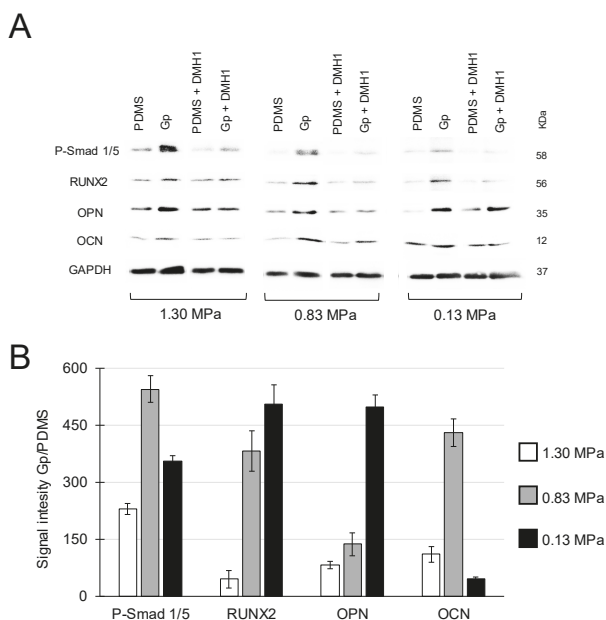 A
PDMS Gp PDMS + DMH1 Gp + DMH1 PDMS Gp PDMS + DMH1 Gp + DMH1 PDMS Gp PDMS + DMH1 Gp + DMH1 KDa
P-Smad 1/5 58
RUNX2 56
OPN 35
OCN 12
GAPDH 37
1.30 MPa 0.83 MPa 0.13 MPa
B
Signal intesity Gp/PDMS
600
450
300
150
0
P-Smad 1/5 RUNX2 OPN OCN
1.30 MPa
0.83 MPa
0.13 MPa